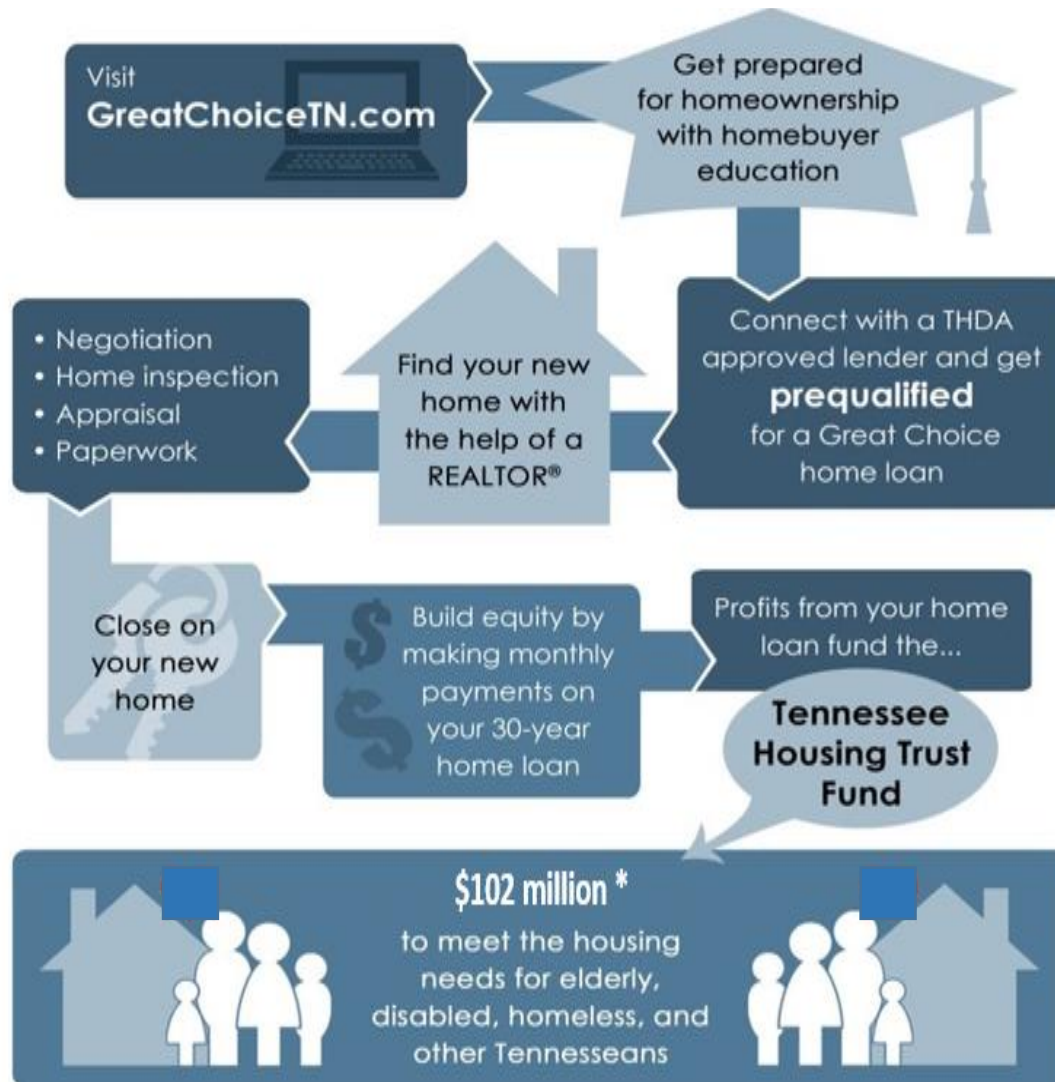 Visit
GreatChoiceTN.com
Get prepared
for homeownership
with homebuyer
education
Connect with a THDA
approved lender and get
prequalified
for a Great Choice
home loan
Find your new
home with
the help of a
REALTOR®
• Negotiation
• Home inspection
• Appraisal
• Paperwork
Close on
your new
home
$
$
Build equity by
making monthly
payments on
your 30-year
home loan
Profits from your home
loan fund the...
Tennessee
Housing Trust
Fund
$102 million *
to meet the housing
needs for elderly,
disabled, homeless, and
other Tennesseans